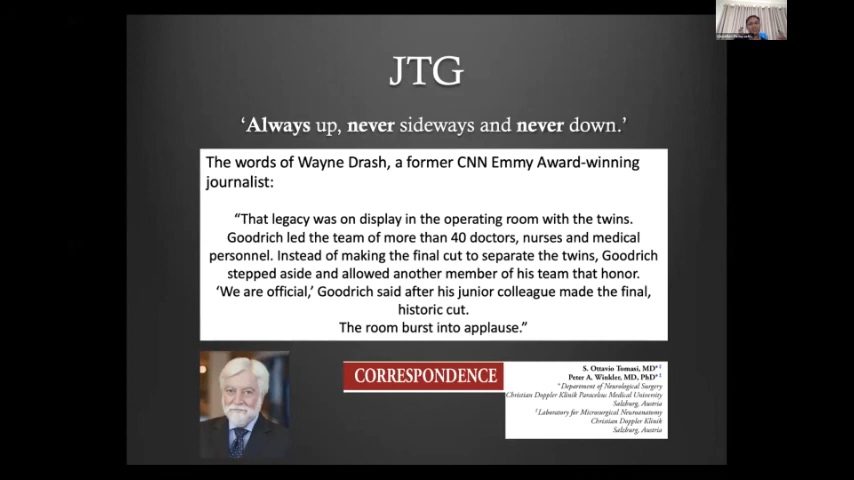 JTG
‘Always up, never sideways and never down.’
The words of Wayne Drash, a former CNN Emmy Award-winning
journalist:
“That legacy was on display in the operating room with the twins.
Goodrich led the team of more than 40 doctors, nurses and medical
personnel. Instead of making the final cut to separate the twins, Goodrich
stepped aside and allowed another member of his team that honor.
‘We are official,’ Goodrich said after his junior colleague made the final,
historic cut.
The room burst into applause.”
CORRESPONDENCE
S. Ottavio Tomasi, MD*‡
Peter A. Winkler, MD, PhD*‡
*Department of Neurological Surgery
Christian Doppler Klinik Paracelsus Medical University
Salzburg, Austria
‡Laboratory for Microsurgical Neuroanatomy
Christian Doppler Klinik
Salzburg, Austria